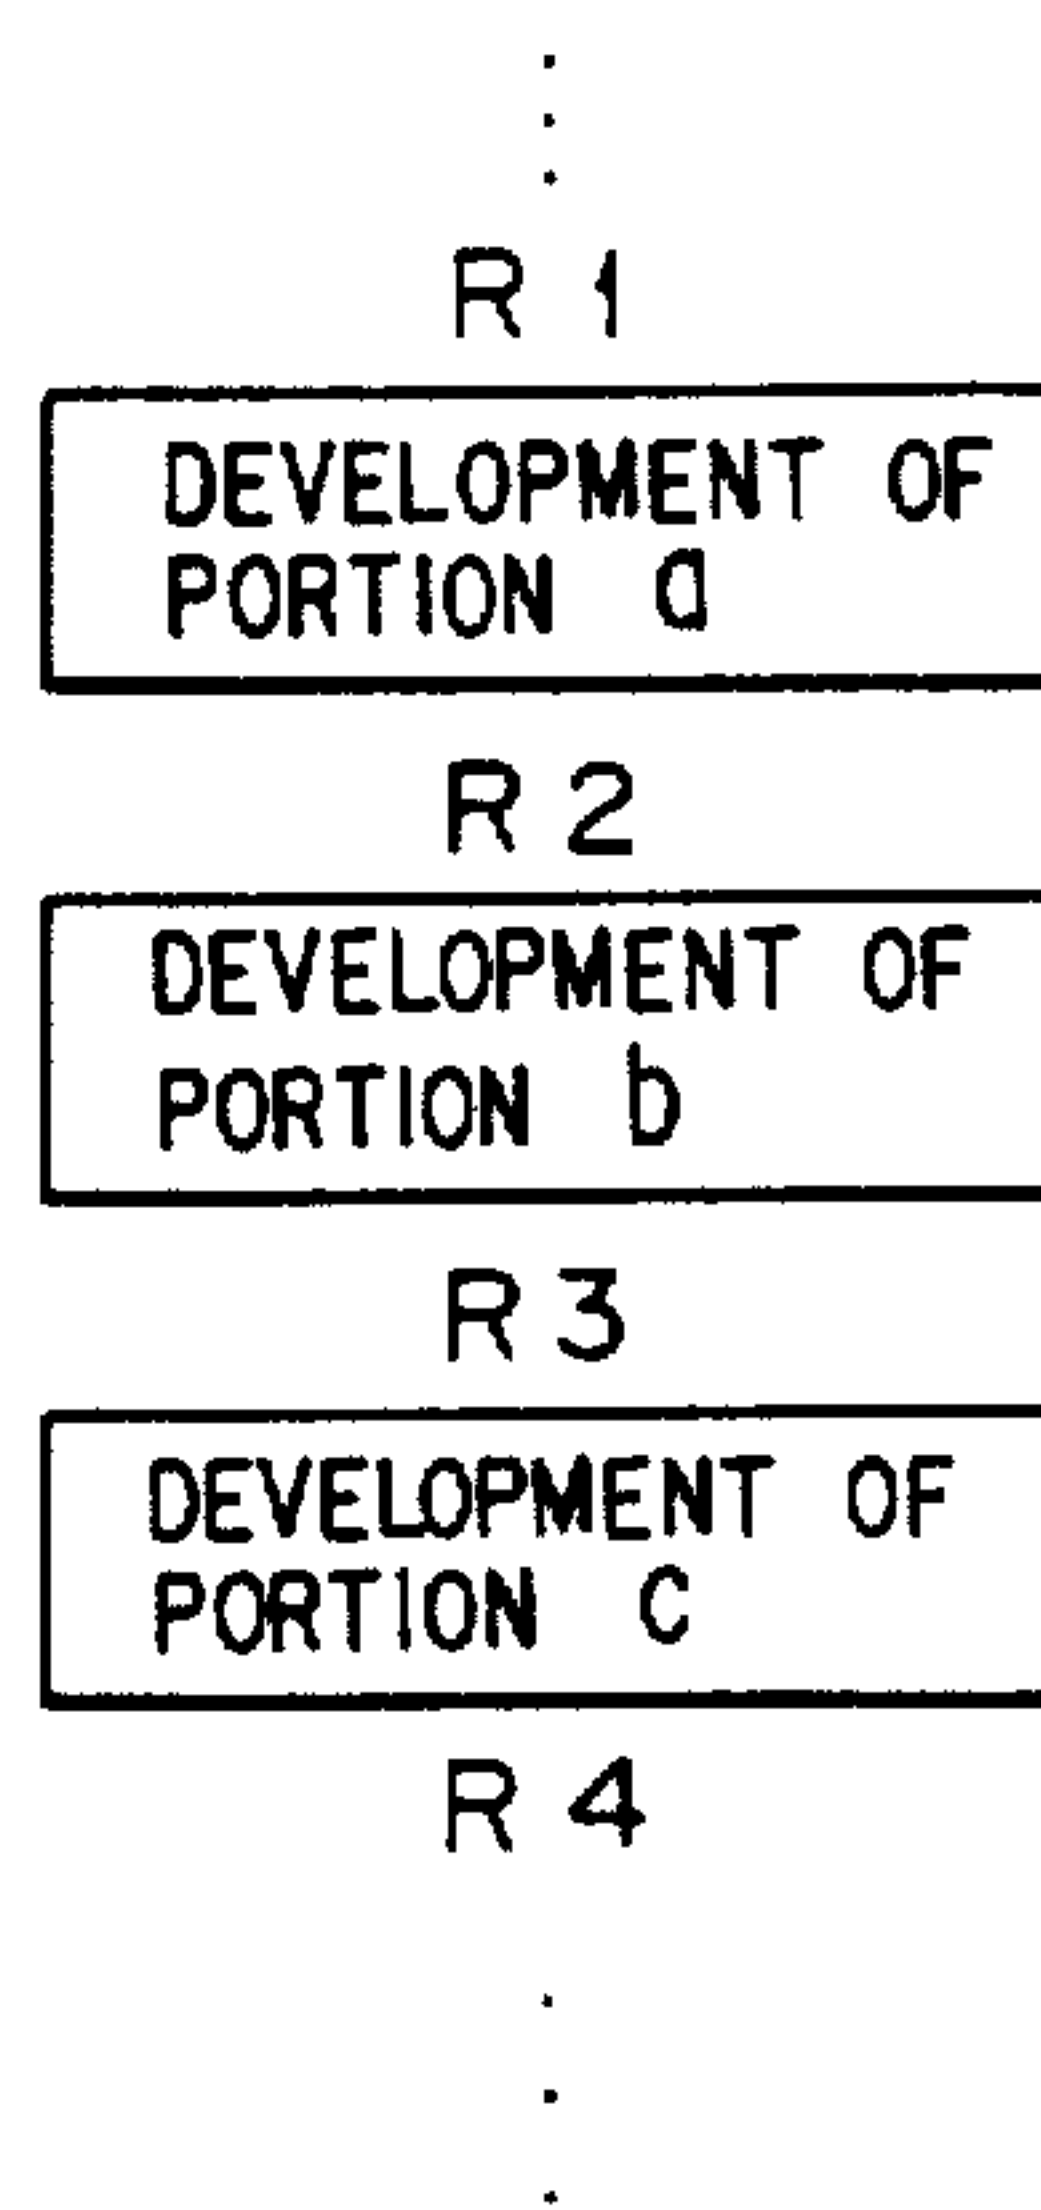 R 1
DEVELOPMENT OF
PORTION a
R 2
DEVELOPMENT OF
PORTION b
R 3
DEVELOPMENT OF
PORTION c
R 4